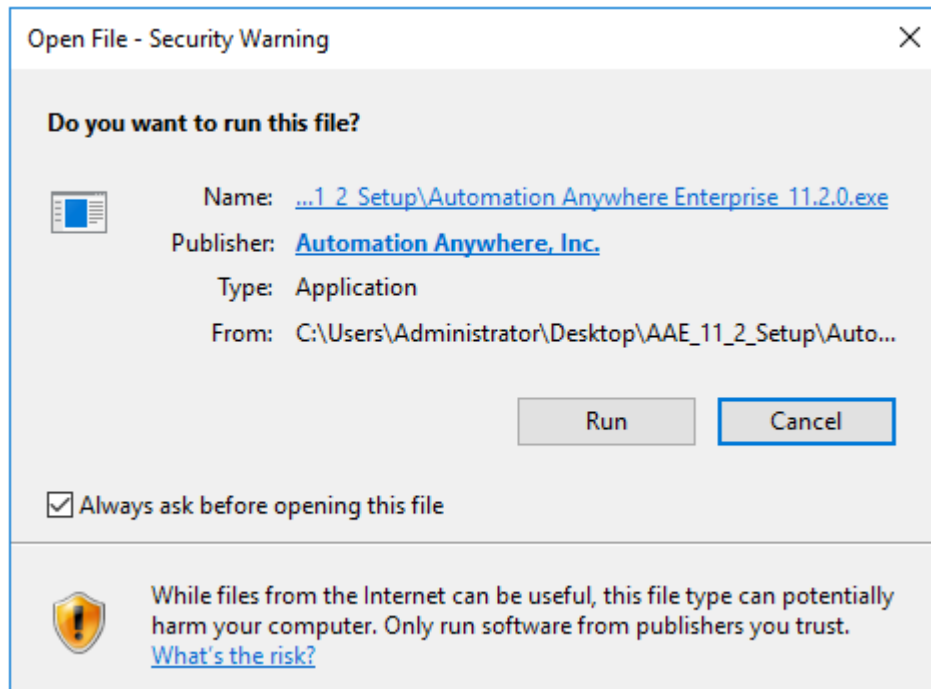 Open File - Security Warning
Do you want to run this file?
Name: ...1_2_Setup\Automation Anywhere Enterprise_11.2.0.exe
Publisher: Automation Anywhere, Inc.
Type: Application
From: C:\Users\Administrator\Desktop\AAE_11_2_Setup\Auto...
Run Cancel
Always ask before opening this file
While files from the Internet can be useful, this file type can potentially
harm your computer. Only run software from publishers you trust.
What's the risk?